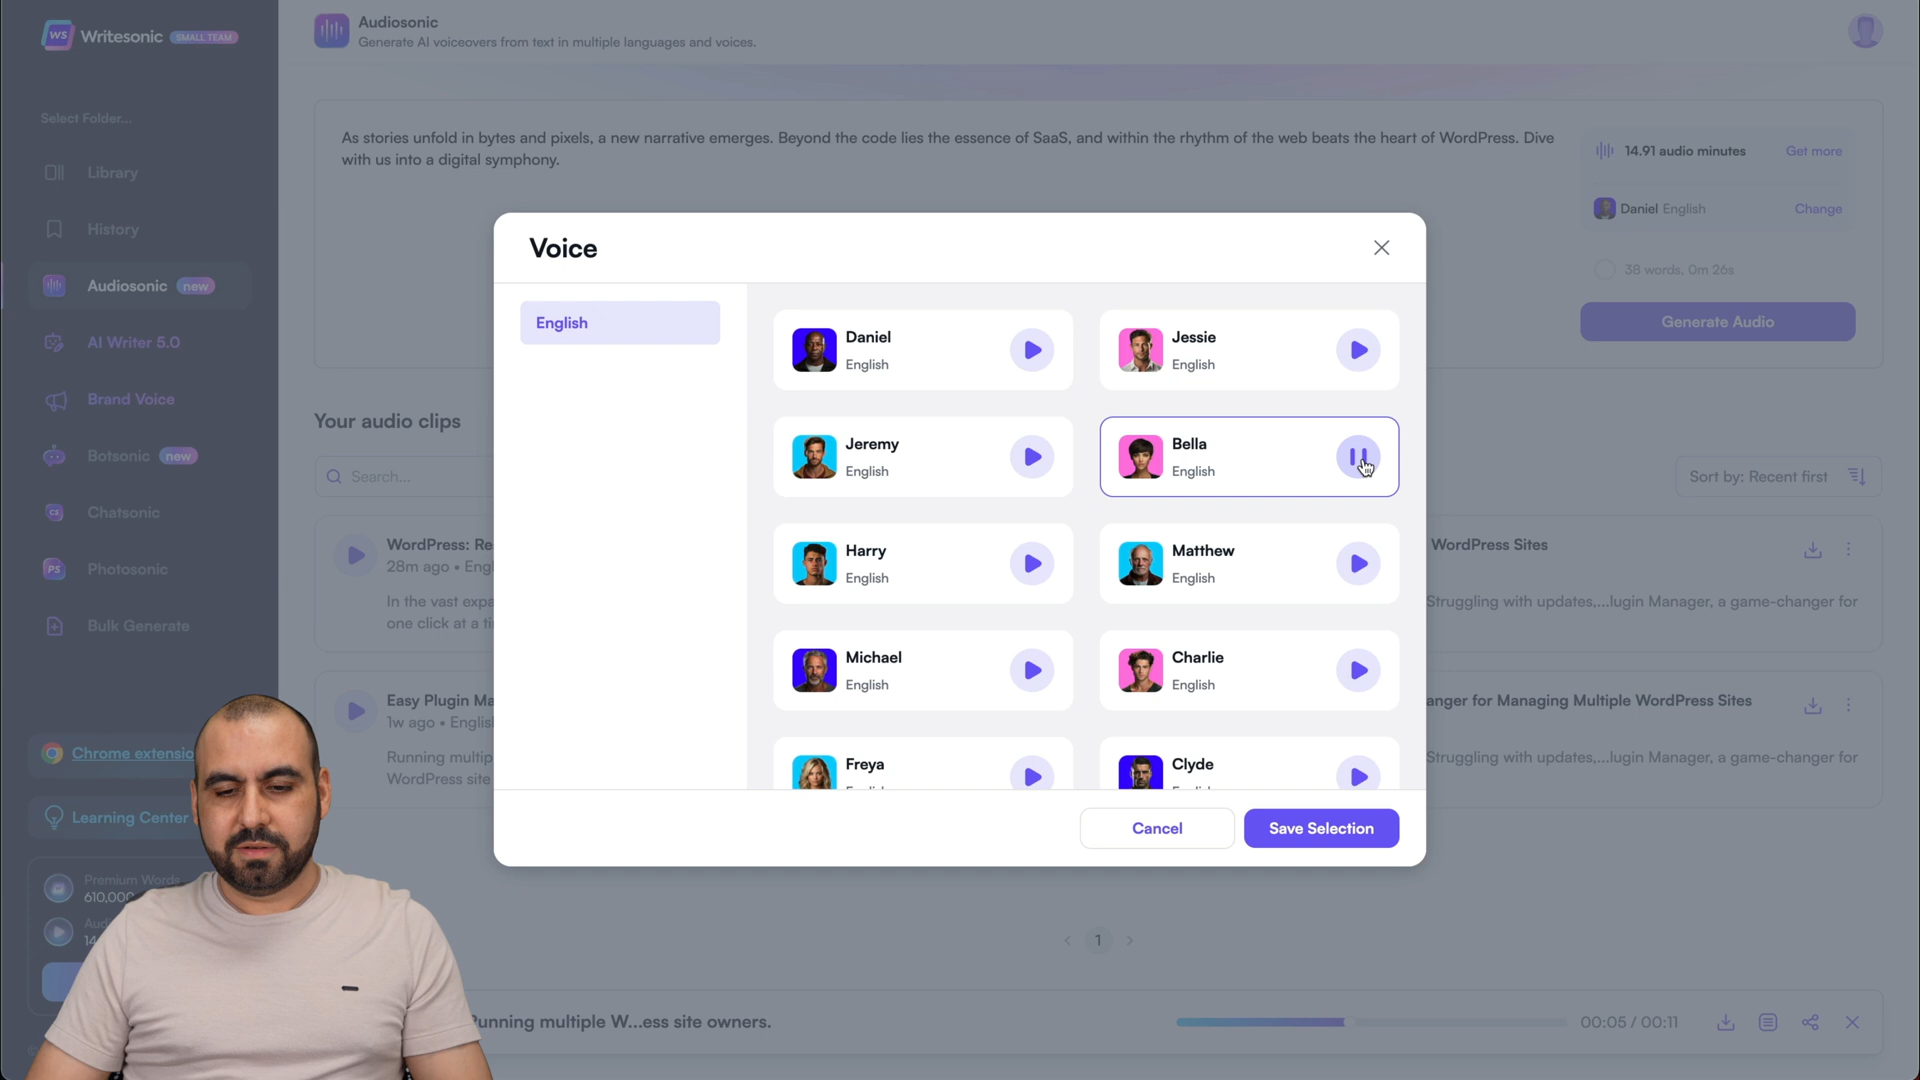 WS Writesonic SMALL TEAM
Select Folder...
Library
History
Audiosonic new
AI Writer 5.0
Brand Voice
Botsonic new
CS Chatsonic
PS Photosonic
Bulk Generate
Chrome extensio
Learning Center
Premium Words
610,000
Aud
14
Audiosonic
Generate AI voiceovers from text in multiple languages and voices.
As stories unfold in bytes and pixels, a new narrative emerges. Beyond the code lies the essence of SaaS, and within the rhythm of the web beats the heart of WordPress. Dive
with us into a digital symphony.
14.91 audio minutes Get more
Daniel English Change
38 words, 0m 26s
Generate Audio
Your audio clips
Search...
Sort by: Recent first
WordPress: Re
28m ago • Engl
In the vast expa
one click at a ti
WordPress Sites
Struggling with updates,...lugin Manager, a game-changer for
Easy Plugin Ma
1w ago • Englis
Running multip
WordPress site
anger for Managing Multiple WordPress Sites
Struggling with updates,...lugin Manager, a game-changer for
Voice
English
Daniel
English
Jessie
English
Jeremy
English
Bella
English
Harry
English
Matthew
English
Michael
English
Charlie
English
Freya
Clyde
Cancel
Save Selection
1
Running multiple W...ess site owners.
00:05 / 00:11